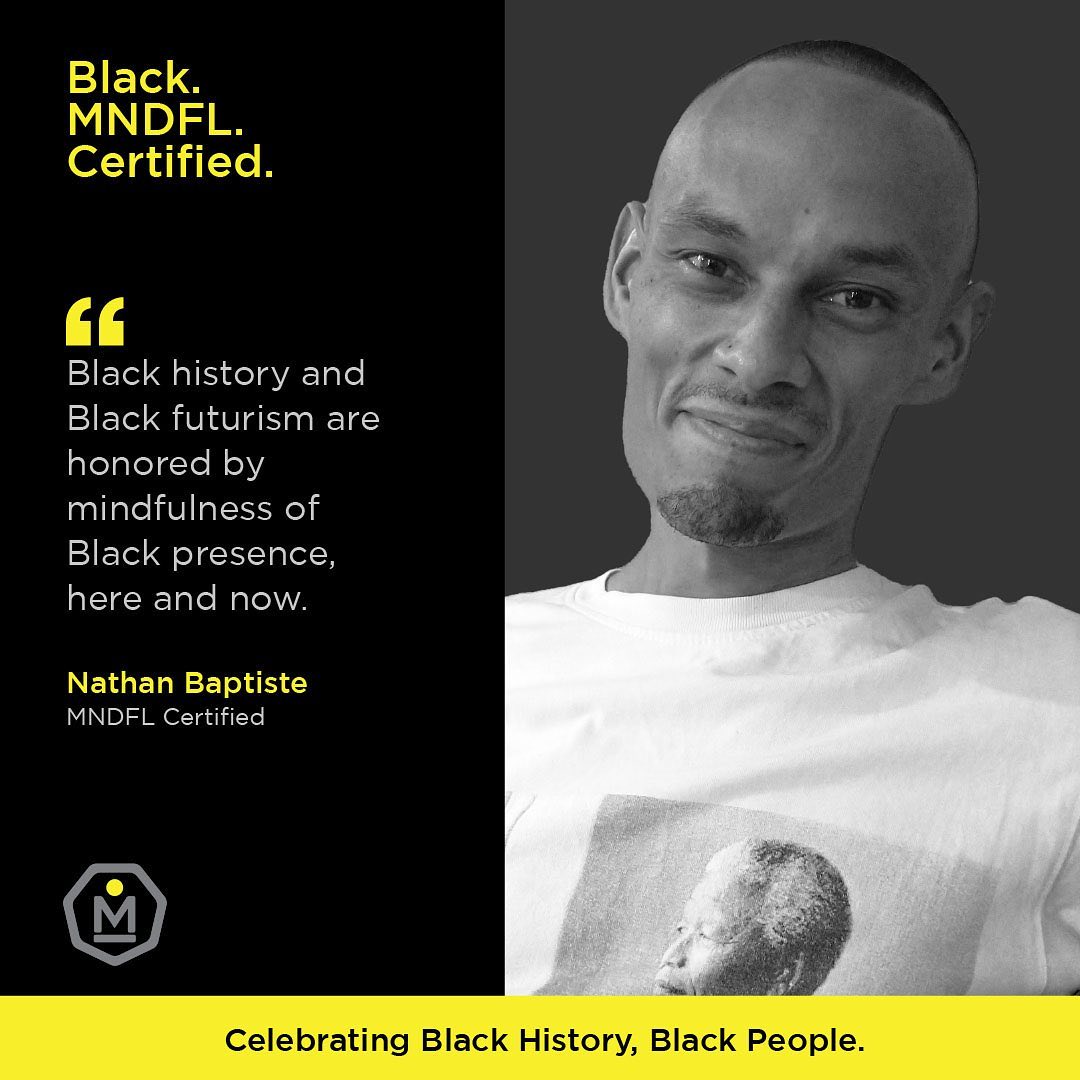 Black.
MNDFL.
Certified.
“
Black history and
Black futurism are
honored by
mindfulness of
Black presence,
here and now.
Nathan Baptiste
MNDFL Certified
M
Celebrating Black History, Black People.